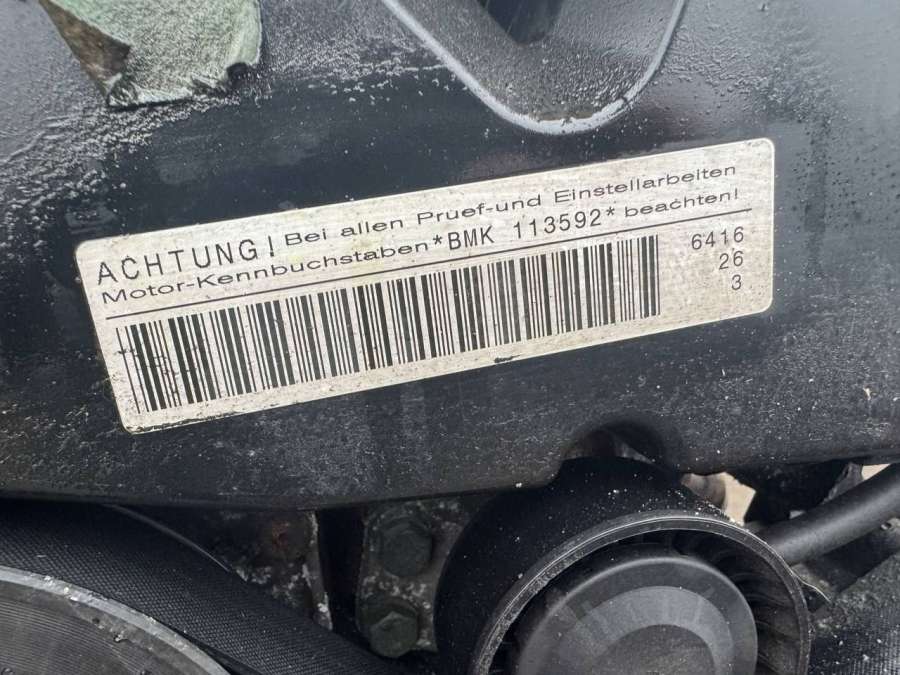 ACHTUNG! Bei allen Pruef-und Einstellarbeiten
Motor-Kennbuchstaben *BMK 113592* beachten!
6416
26
3